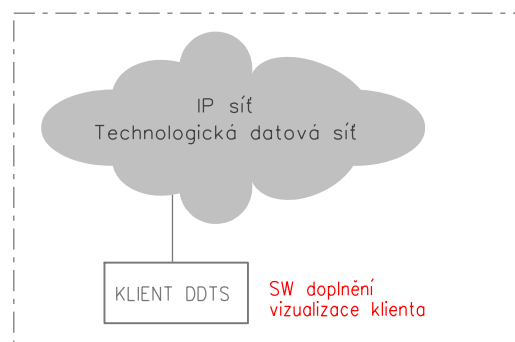 IP síť
Technologická datová síť
KLIENT DDTS
SW doplnění
vizualizace klienta